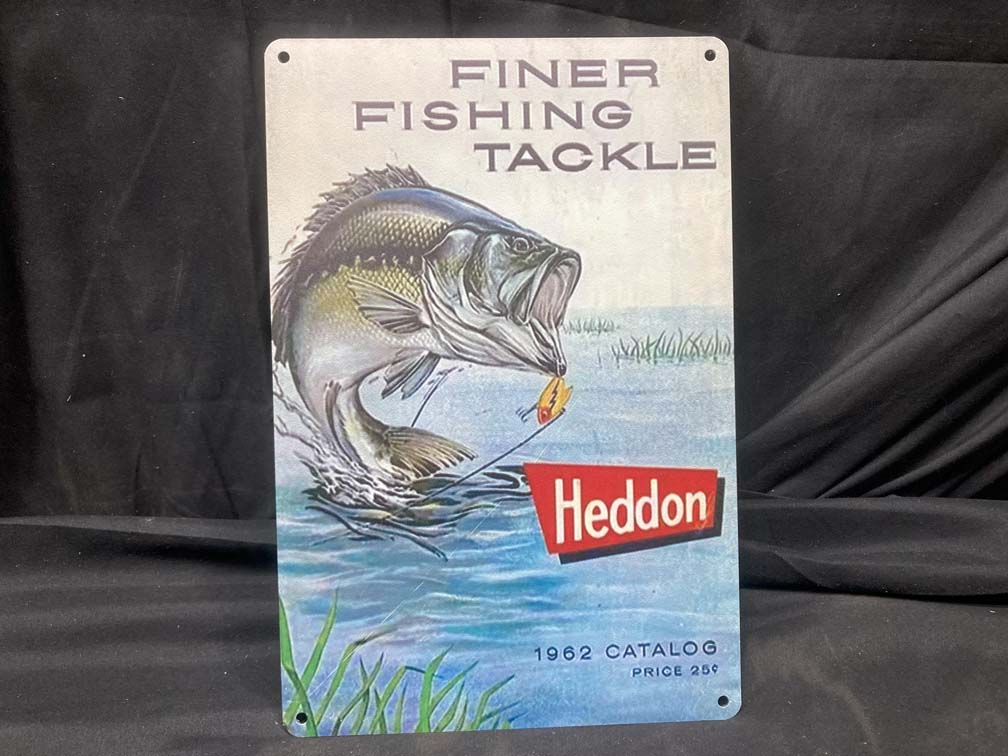 FINER
FISHING
TACKLE
Heddon
1962 CATALOG
PRICE 25¢